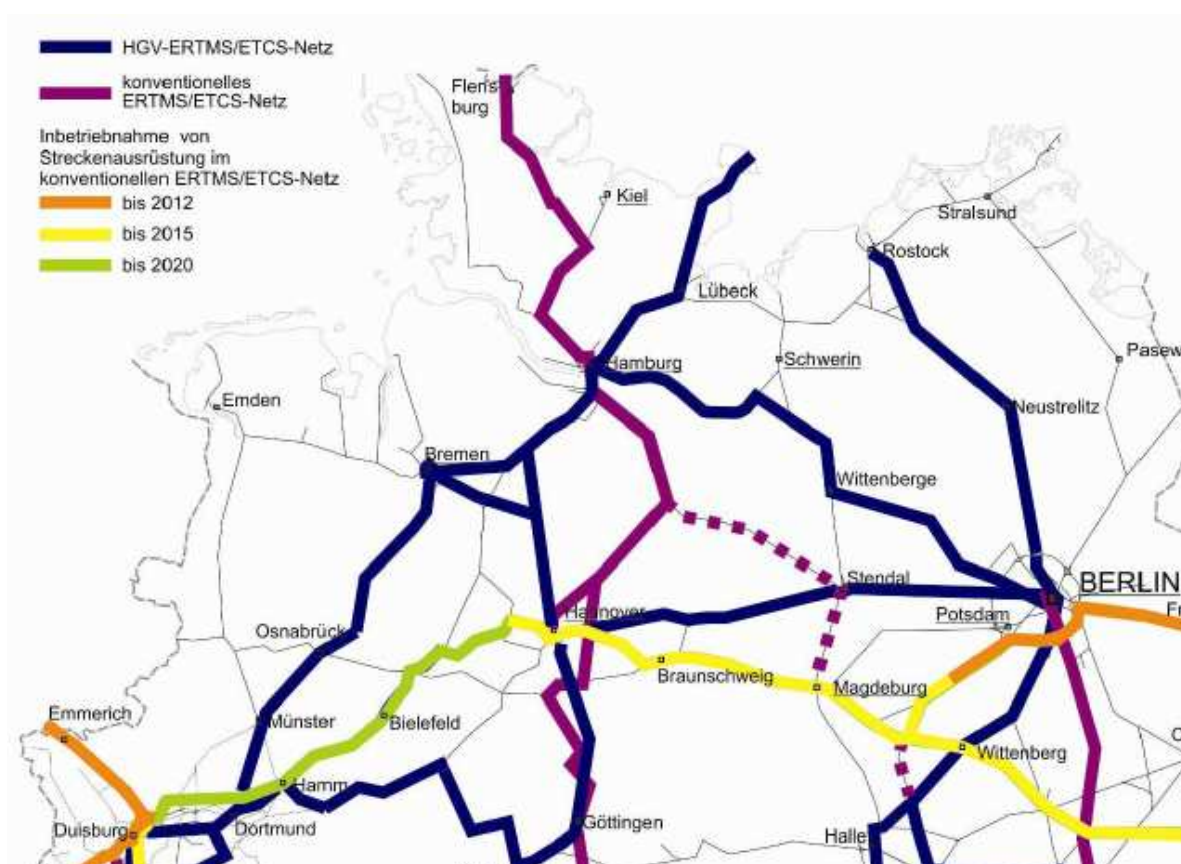 HGV-ERTMS/ETCS-Netz
konventionelles
ERTMS/ETCS-Netz
Inbetriebnahme von
Streckenausrüstung im
konventionellen ERTMS/ETCS-Netz
bis 2012
bis 2015
bis 2020
Flens
burg
Kiel
Stralsund
Rostock
Lübeck
Hamburg
Schwerin
Pasew
Emden
Neustrelitz
Bremen
Wittenberge
Stendal
BERLIN
Hannover
Potsdam
Fr
Osnabrück
Braunschweig
Magdeburg
Emmerich
Münster
Bielefeld
Wittenberg
Hamm
Duisburg
Dortmund
Göttingen
Halle